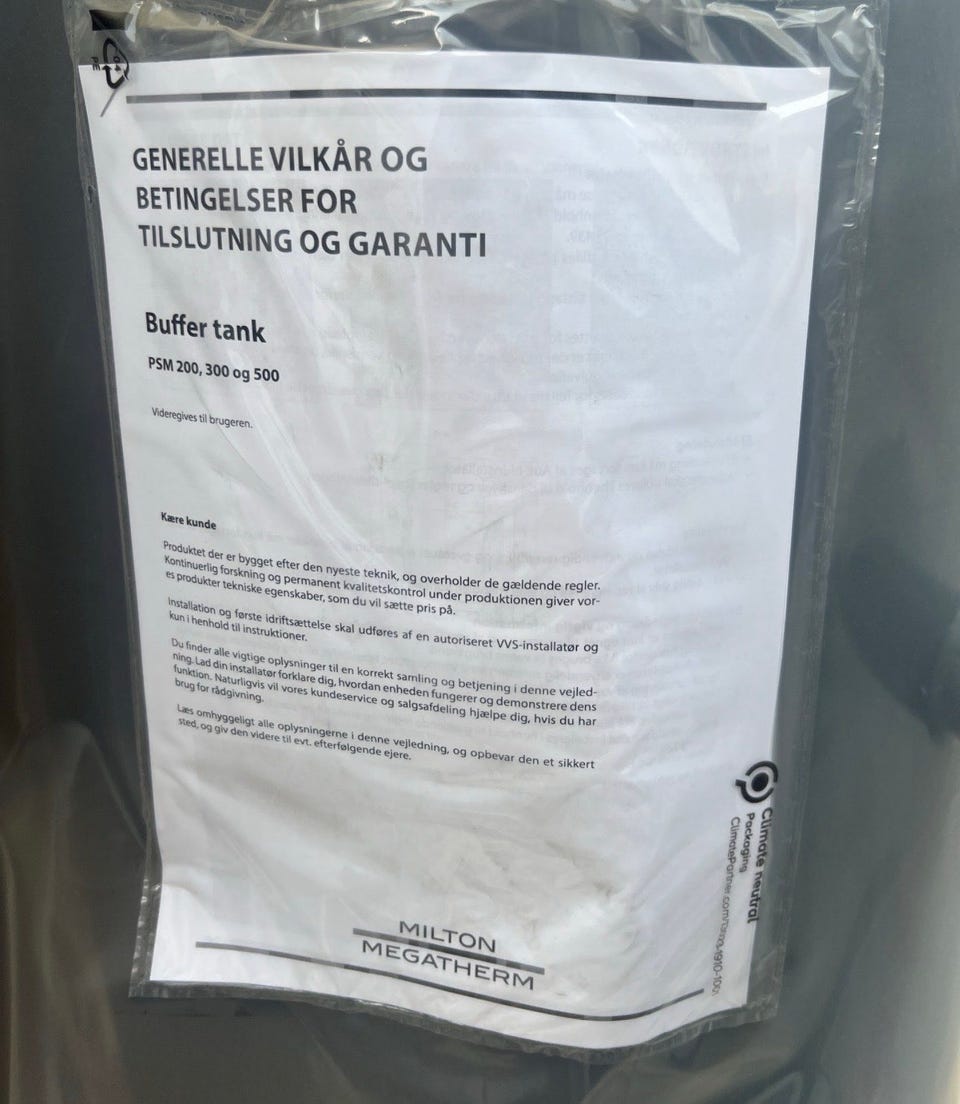 04
PE
GENERELLE VILKÅR OG
BETINGELSER FOR
TILSLUTNING OG GARANTI
Buffer tank
PSM 200, 300 og 500
Videregives til brugeren.
Kære kunde
Produktet der er bygget efter den nyeste teknik, og overholder de gældende regler.
Kontinuerlig forskning og permanent kvalitetskontrol under produktionen giver vor-
es produkter tekniske egenskaber, som du vil sætte pris på.
Installation og første idriftsættelse skal udføres af en autoriseret VVS-installatør og
kun i henhold til instruktioner.
Du finder alle vigtige oplysninger til en korrekt samling og betjening i denne vejled-
ning. Lad din installatør forklare dig, hvordan enheden fungerer og demonstrere dens
funktion. Naturligvis vil vores kundeservice og salgsafdeling hjælpe dig, hvis du har
brug for rådgivning.
Læs omhyggeligt alle oplysningerne i denne vejledning, og opbevar den et sikkert
sted, og giv den videre til evt. efterfølgende ejere.
MILTON
MEGATHERM
Climate neutral
Packaging